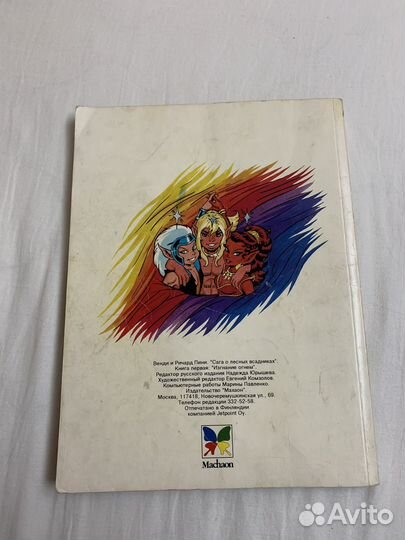 Венди и Ричард Пини. "Сага о лесных всадниках".
Книга первая: "Изгнание огнем".
Редактор русского издания Надежда Юрышева.
Художественный редактор Евгений Комзолов.
Компьютерные работы Марины Павленко.
Издательство "Махаон".
Москва, 117418, Новочеремушкинская ул., 69.
Телефон редакции 332-52-58.
Отпечатано в Финляндии
компанией Jetpoint Oy.
Machaon
Avito